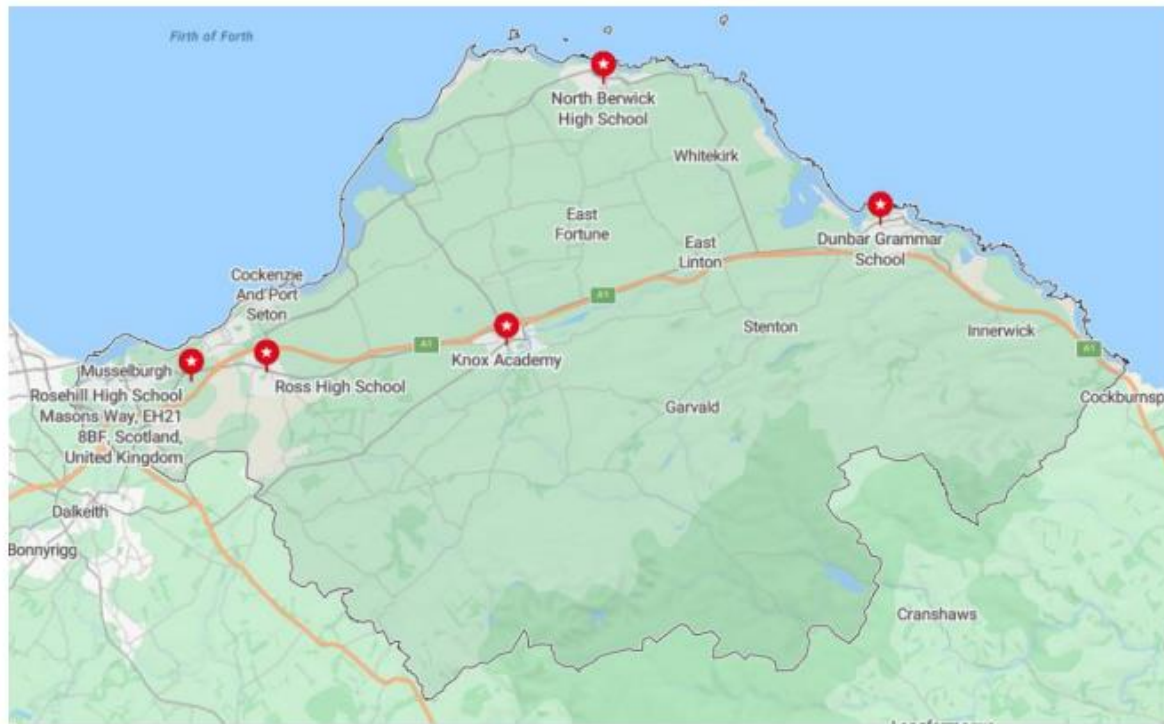 Firth of Forth
North Berwick
High School
Whitekirk
East
Fortune
East
Linton
Dunbar Grammar
School
Cockenzie
And Port
Seton
A1
A1
Stenton
Innerwick
A1
Knox Academy
Musselburgh
Ross High School
Rosehill High School
Masons Way, EH21
8BF, Scotland,
United Kingdom
Garvald
Cockburnsp
Dalkeith
Bonnyrigg
Cranshaws